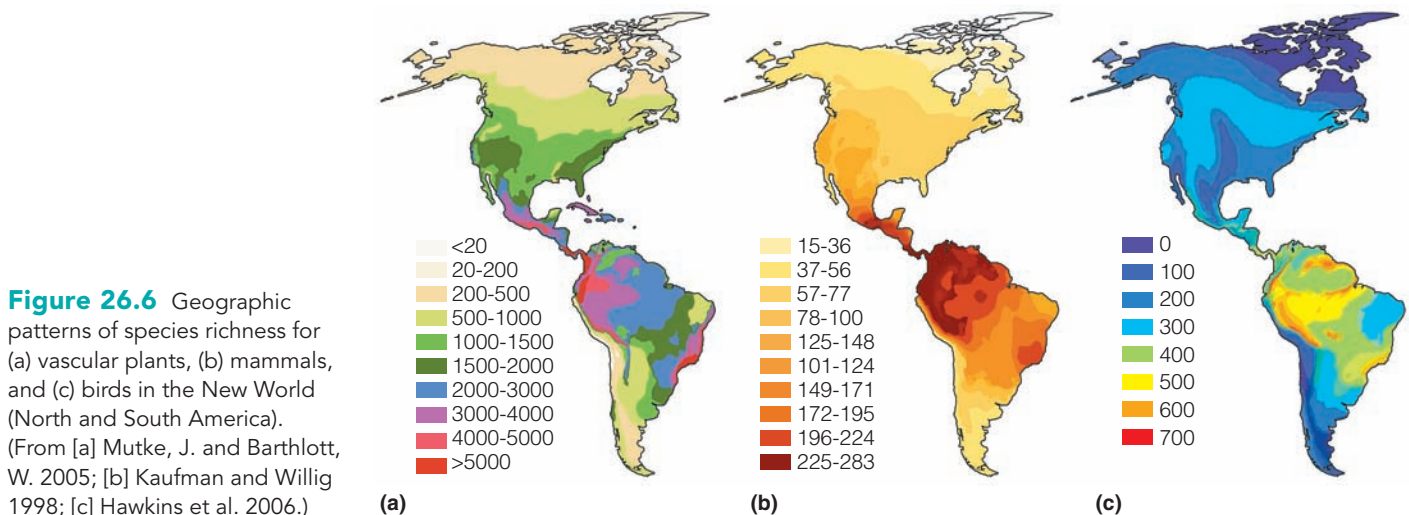 Figure 26.6 Geographic
patterns of species richness for
(a) vascular plants, (b) mammals,
and (c) birds in the New World
(North and South America).
(From [a] Mutke, J. and Barthlott,
W. 2005; [b] Kaufman and Willig
1998; [c] Hawkins et al. 2006.)
<20
20-200
200-500
500-1000
1000-1500
1500-2000
2000-3000
3000-4000
4000-5000
>5000
(a)
15-36
37-56
57-77
78-100
125-148
101-124
149-171
172-195
196-224
225-283
(b)
0
100
200
300
400
500
600
700
(c)